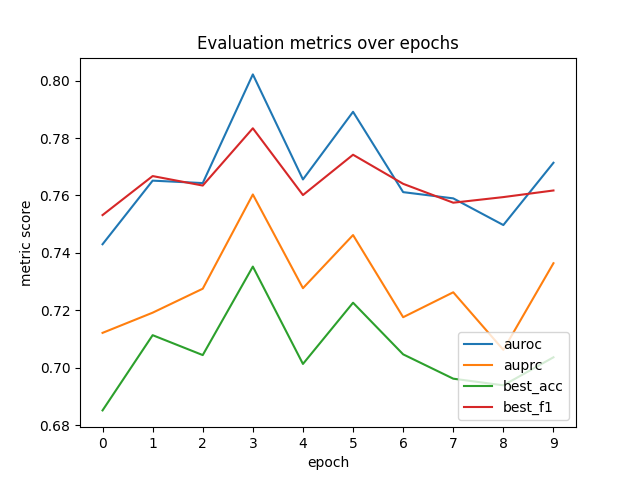 Evaluation metrics over epochs
metric score
0.80
0.78
0.76
0.74
0.72
0.70
0.68
0 1 2 3 4 5 6 7 8 9
epoch
auroc
auprc
best_acc
best_f1